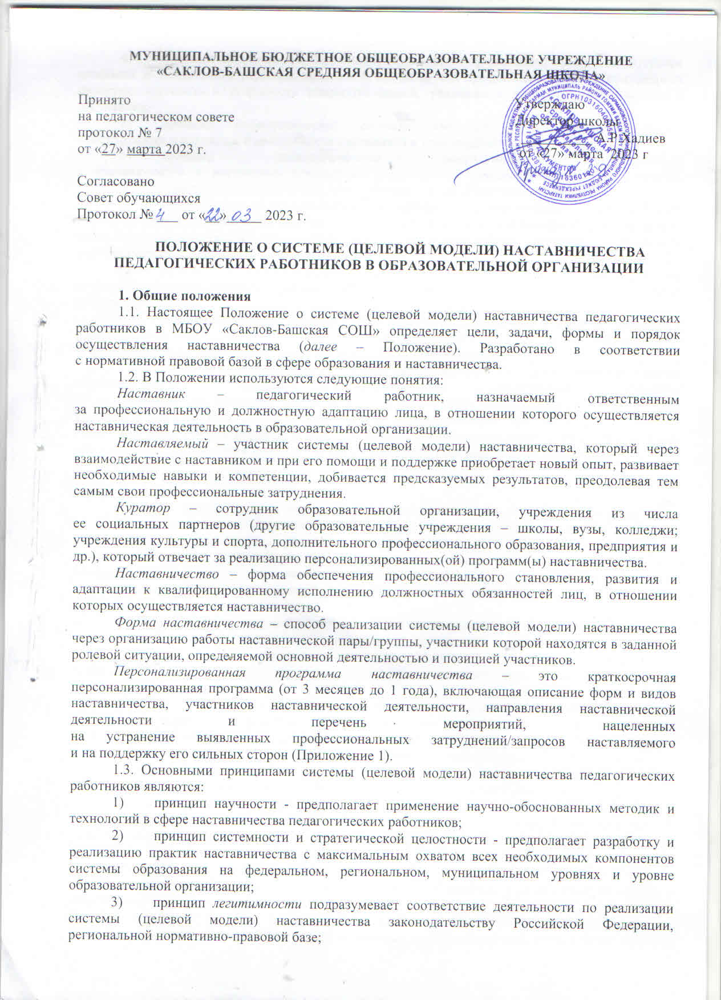 МУНИЦИПАЛЬНОЕ БЮДЖЕТНОЕ ОБЩЕОБРАЗОВАТЕЛЬНОЕ УЧРЕЖДЕНИЕ
«САКЛОВ-БАШСКАЯ СРЕДНЯЯ ОБЩЕОБРАЗОВАТЕЛЬНАЯ ШКОЛА»
Принято
на педагогическом совете
протокол № 7
от «27» марта 2023 г.
Утверждаю
Директор школы
А.Р. Хадиев
от «27» марта 2023 г
Приказ № 39
Согласовано
Совет обучающихся
Протокол № 4 от «22» 03 2023 г.
ПОЛОЖЕНИЕ О СИСТЕМЕ (ЦЕЛЕВОЙ МОДЕЛИ) НАСТАВНИЧЕСТВА
ПЕДАГОГИЧЕСКИХ РАБОТНИКОВ В ОБРАЗОВАТЕЛЬНОЙ ОРГАНИЗАЦИИ
1. Общие положения
1.1. Настоящее Положение о системе (целевой модели) наставничества педагогических
работников в МБОУ «Саклов-Башская СОШ» определяет цели, задачи, формы и порядок
осуществления наставничества (далее – Положение). Разработано в соответствии
с нормативной правовой базой в сфере образования и наставничества.
1.2. В Положении используются следующие понятия:
Наставник – педагогический работник, назначаемый ответственным
за профессиональную и должностную адаптацию лица, в отношении которого осуществляется
наставническая деятельность в образовательной организации.
Наставляемый – участник системы (целевой модели) наставничества, который через
взаимодействие с наставником и при его помощи и поддержке приобретает новый опыт, развивает
необходимые навыки и компетенции, добивается предсказуемых результатов, преодолевая тем
самым свои профессиональные затруднения.
Куратор – сотрудник образовательной организации, учреждения из числа
ее социальных партнеров (другие образовательные учреждения – школы, вузы, колледжи;
учреждения культуры и спорта, дополнительного профессионального образования, предприятия и
др.), который отвечает за реализацию персонализированных(ой) программ(ы) наставничества.
Наставничество – форма обеспечения профессионального становления, развития и
адаптации к квалифицированному исполнению должностных обязанностей лиц, в отношении
которых осуществляется наставничество.
Форма наставничества – способ реализации системы (целевой модели) наставничества
через организацию работы наставнической пары/группы, участники которой находятся в заданной
ролевой ситуации, определяемой основной деятельностью и позицией участников.
Персонализированная программа наставничества – это краткосрочная
персонализированная программа (от 3 месяцев до 1 года), включающая описание форм и видов
наставничества, участников наставнической деятельности, направления наставнической
деятельности и перечень мероприятий, нацеленных
на устранение выявленных профессиональных затруднений/запросов наставляемого
и на поддержку его сильных сторон (Приложение 1).
1.3. Основными принципами системы (целевой модели) наставничества педагогических
работников являются:
1) принцип научности - предполагает применение научно-обоснованных методик и
технологий в сфере наставничества педагогических работников;
2) принцип системности и стратегической целостности - предполагает разработку и
реализацию практик наставничества с максимальным охватом всех необходимых компонентов
системы образования на федеральном, региональном, муниципальном уровнях и уровне
образовательной организации;
3) принцип легитимности подразумевает соответствие деятельности по реализации
системы (целевой модели) наставничества законодательству Российской Федерации,
региональной нормативно-правовой базе;